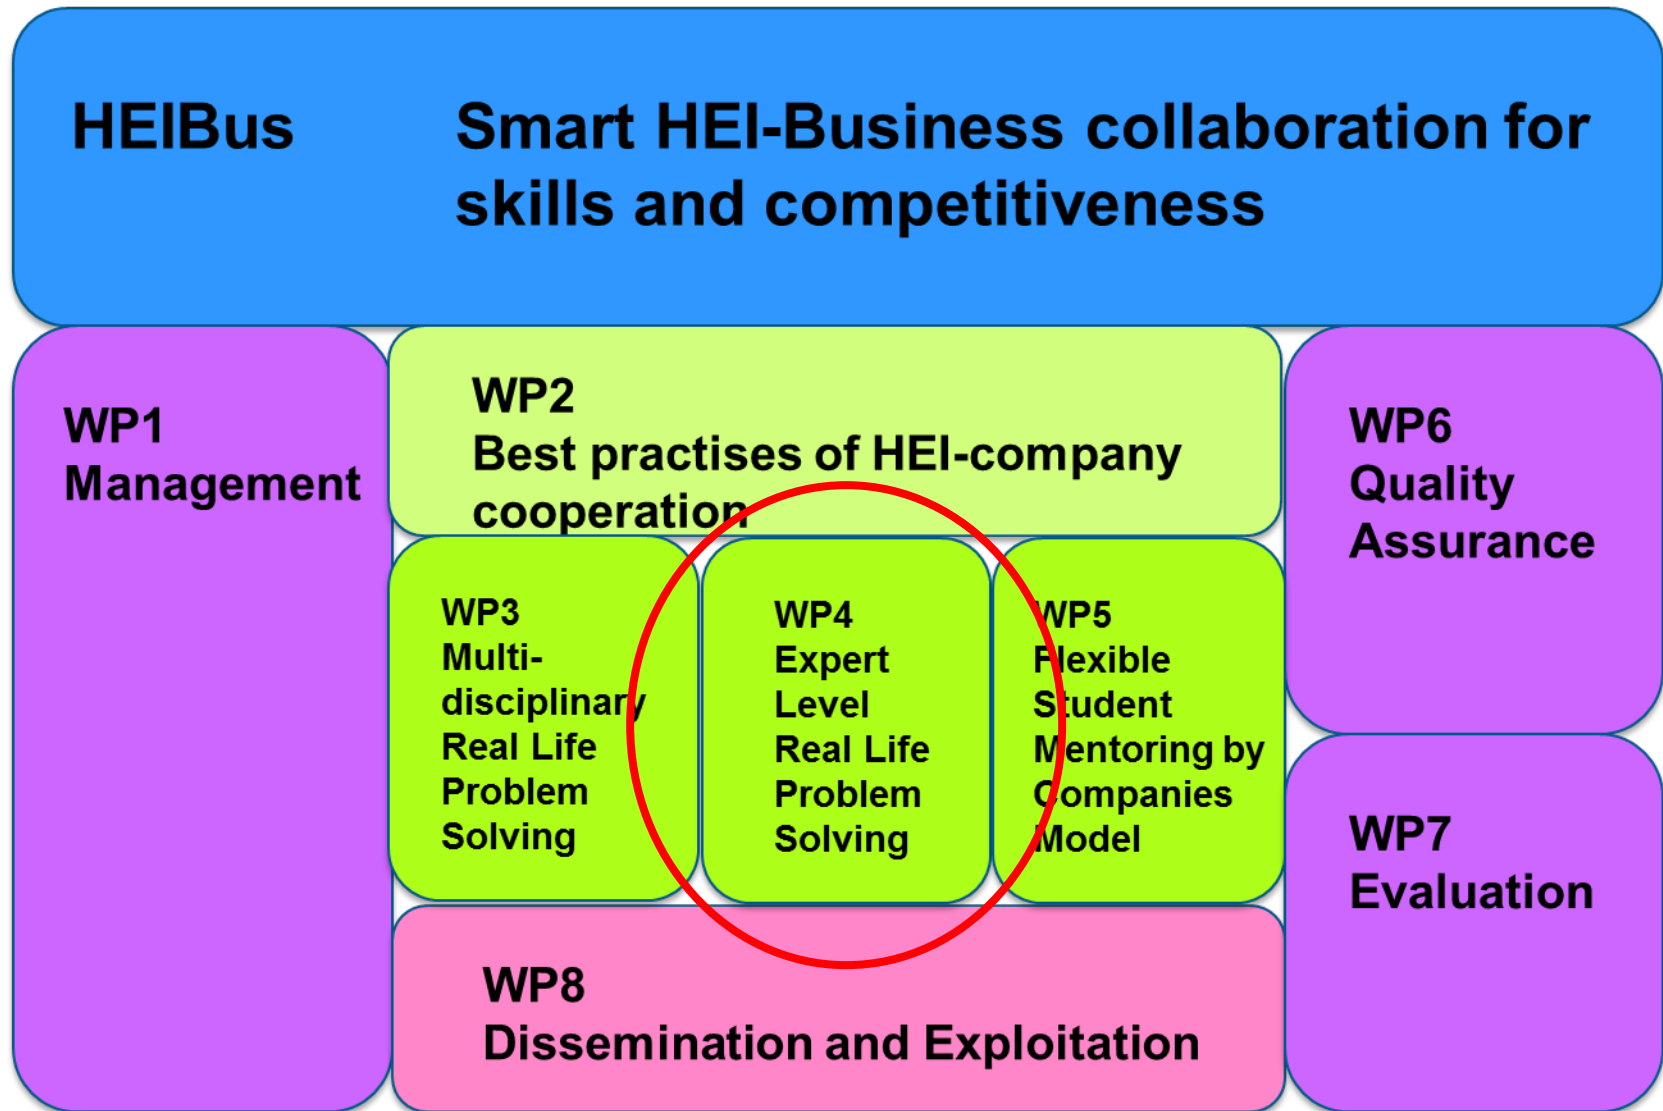 HEIBus
Smart HEI-Business collaboration for
skills and competitiveness
WP1
Management
WP2
Best practises of HEI-company
cooperation
WP3
Multi-
disciplinary
Real Life
Problem
Solving
WP4
Expert
Level
Real Life
Problem
Solving
WP5
Flexible
Student
Mentoring by
Companies
Model
WP6
Quality
Assurance
WP7
Evaluation
WP8
Dissemination and Exploitation